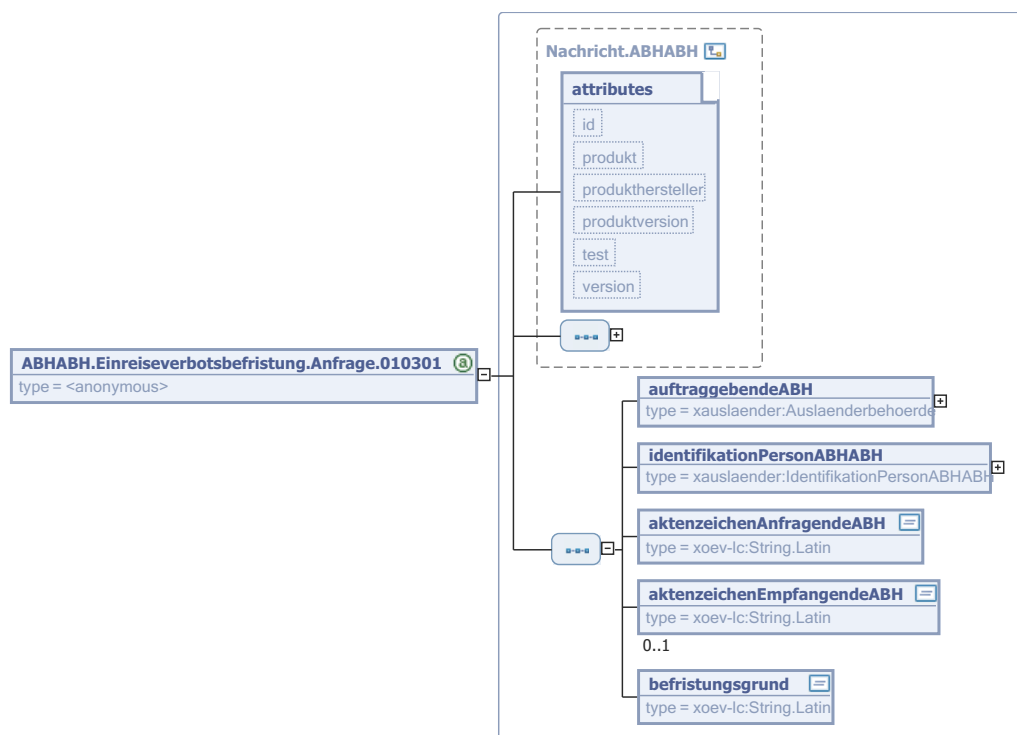 Nachricht.ABHABH
attributes
id
produkt
produkthersteller
produktversion
test
version
ABHABH.Einreiseverbotsbefristung.Anfrage.010301 a
type = <anonymous>
auftraggebendeABH
type = xauslaender:Auslaenderbehoerde
identifikationPersonABHABH
type = xauslaender:IdentifikationPersonABHABH
aktenzeichenAnfragendeABH
type = xoev-lc:String.Latin
aktenzeichenEmpfangendeABH
type = xoev-lc:String.Latin
0..1
befristungsgrund
type = xoev-lc:String.Latin